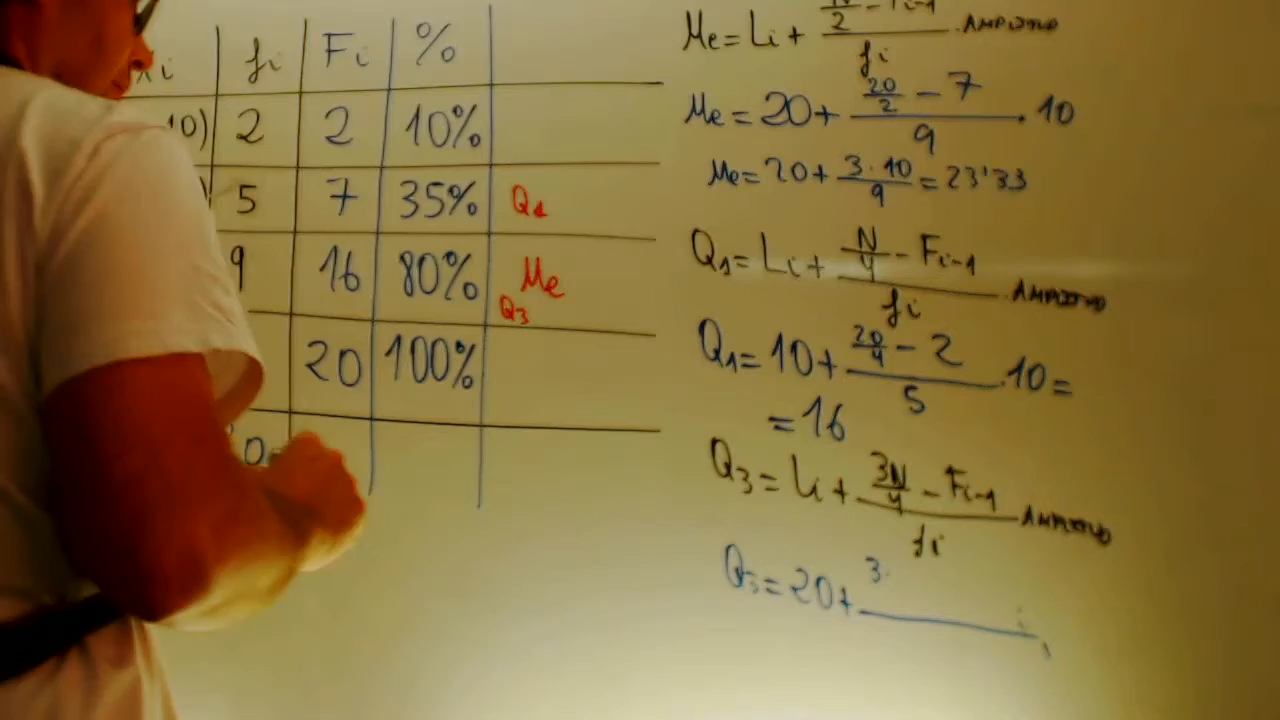 xi fi Fi %
10) 2 2 10%
) 5 7 35% Q1
9 16 80% Me
Q3
20 100%
0
Me = Li + N/2 - Fi-1 / fi . AMPLITUD
Me = 20 + 20/2 - 7 / 9 . 10
Me = 20 + 3 · 10 / 9 = 23'33
Q1 = Li + N/4 - Fi-1 / fi . AMPLITUD
Q1 = 10 + 20/4 - 2 / 5 . 10 =
= 16
Q3 = Li + 3N/4 - Fi-1 / fi AMPLITUD
Q3 = 20 + 3·